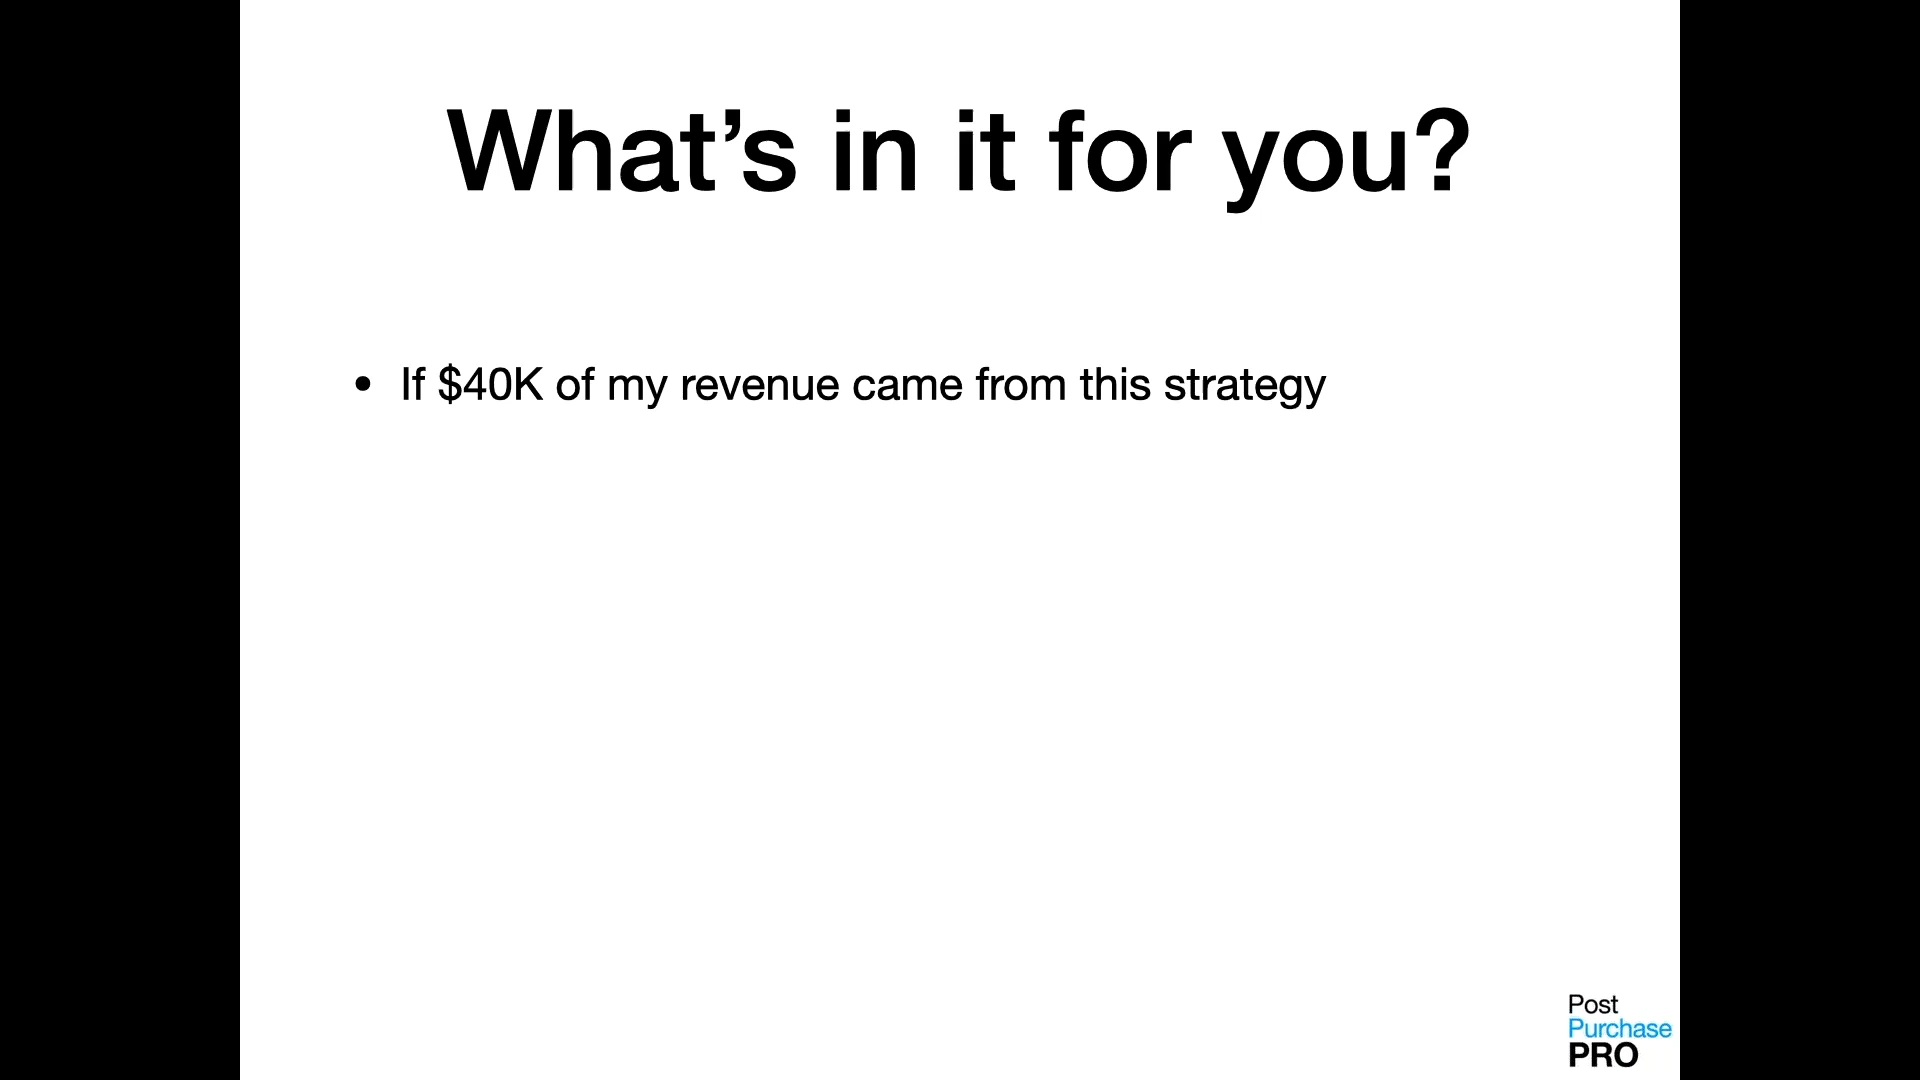 What’s in it for you?
• If $40K of my revenue came from this strategy
Post
Purchase
PRO